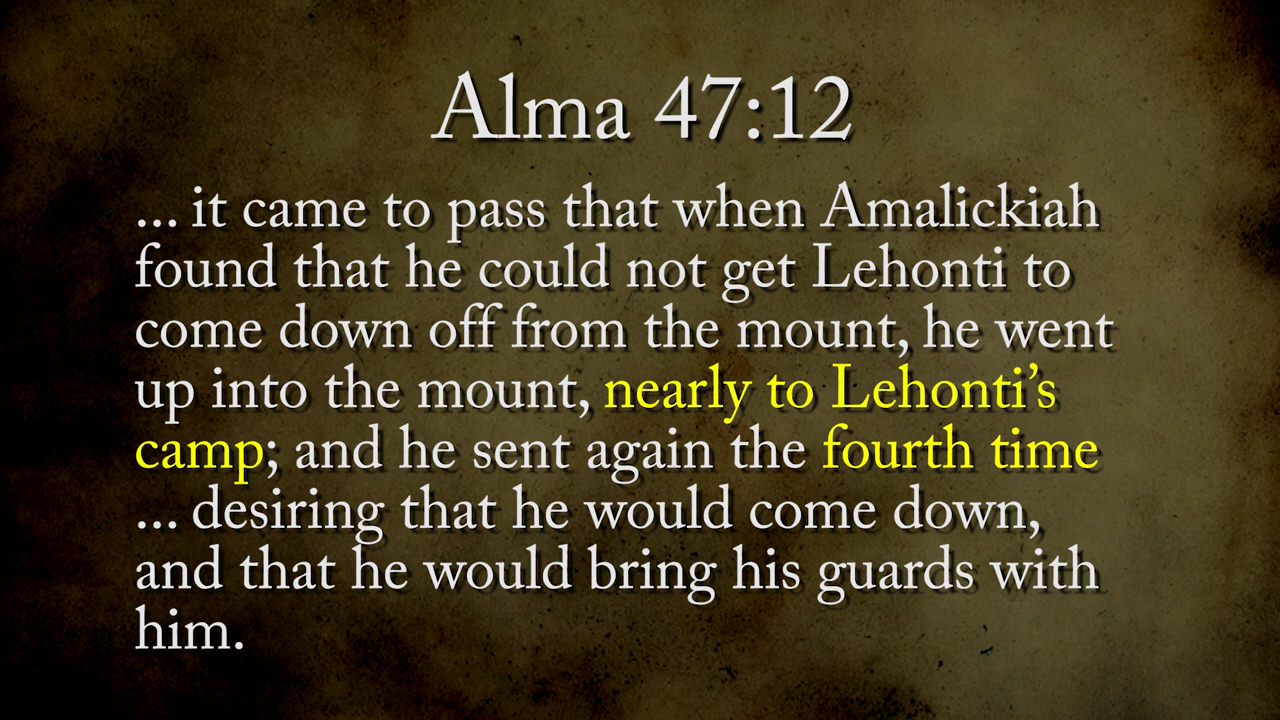 Alma 47:12
... it came to pass that when Amalickiah
found that he could not get Lehonti to
come down off from the mount, he went
up into the mount, nearly to Lehonti’s
camp; and he sent again the fourth time
... desiring that he would come down,
and that he would bring his guards with
him.